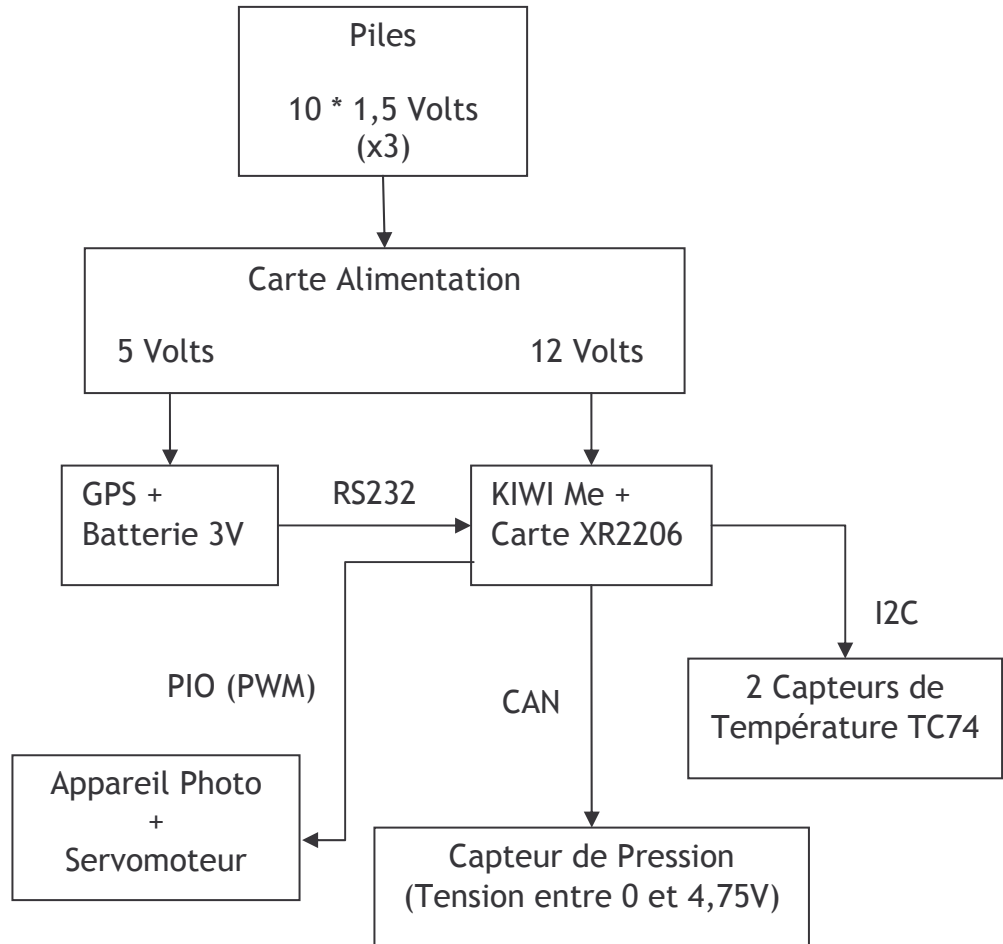 Piles
10 * 1,5 Volts
(x3)
Carte Alimentation
5 Volts
12 Volts
GPS +
Batterie 3V
RS232
KIWI Me +
Carte XR2206
I2C
PIO (PWM)
CAN
2 Capteurs de
Température TC74
Appareil Photo
+
Servomoteur
Capteur de Pression
(Tension entre 0 et 4,75V)